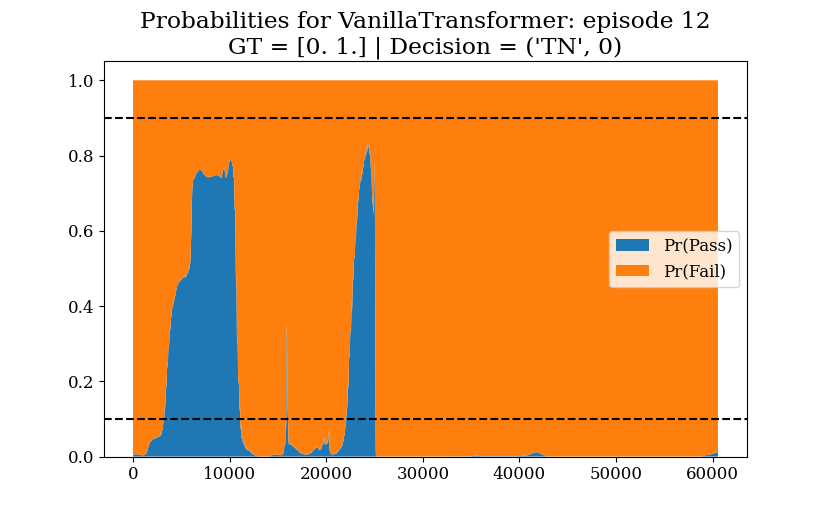 Probabilities for VanillaTransformer: episode 12
GT = [0. 1.] | Decision = ('TN', 0)
1.0
0.8
0.6
0.4
0.2
0.0
Pr(Pass)
Pr(Fail)
0 10000 20000 30000 40000 50000 60000